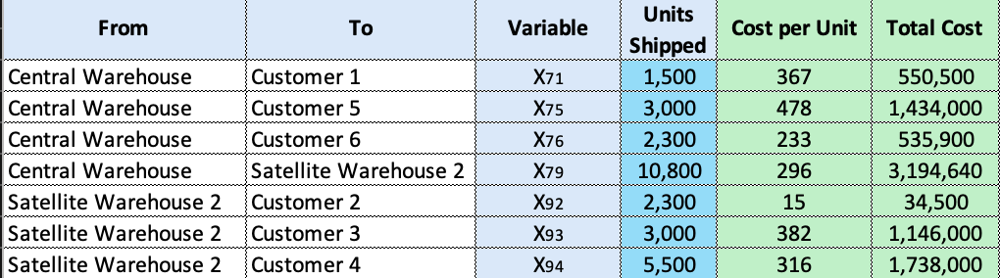 From To Variable Units Shipped Cost per Unit Total Cost
Central Warehouse Customer 1 X71 1,500 367 550,500
Central Warehouse Customer 5 X75 3,000 478 1,434,000
Central Warehouse Customer 6 X76 2,300 233 535,900
Central Warehouse Satellite Warehouse 2 X79 10,800 296 3,194,640
Satellite Warehouse 2 Customer 2 X92 2,300 15 34,500
Satellite Warehouse 2 Customer 3 X93 3,000 382 1,146,000
Satellite Warehouse 2 Customer 4 X94 5,500 316 1,738,000